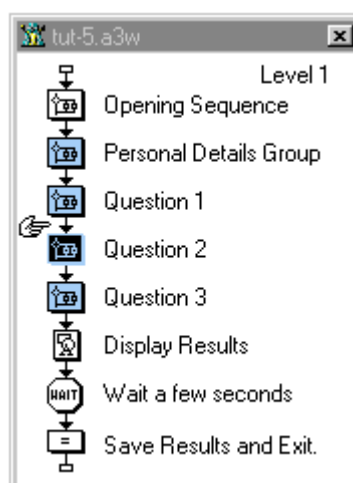 tut-5.a3w
Level 1
Opening Sequence
Personal Details Group
Question 1
Question 2
Question 3
Display Results
WAIT Wait a few seconds
= Save Results and Exit.